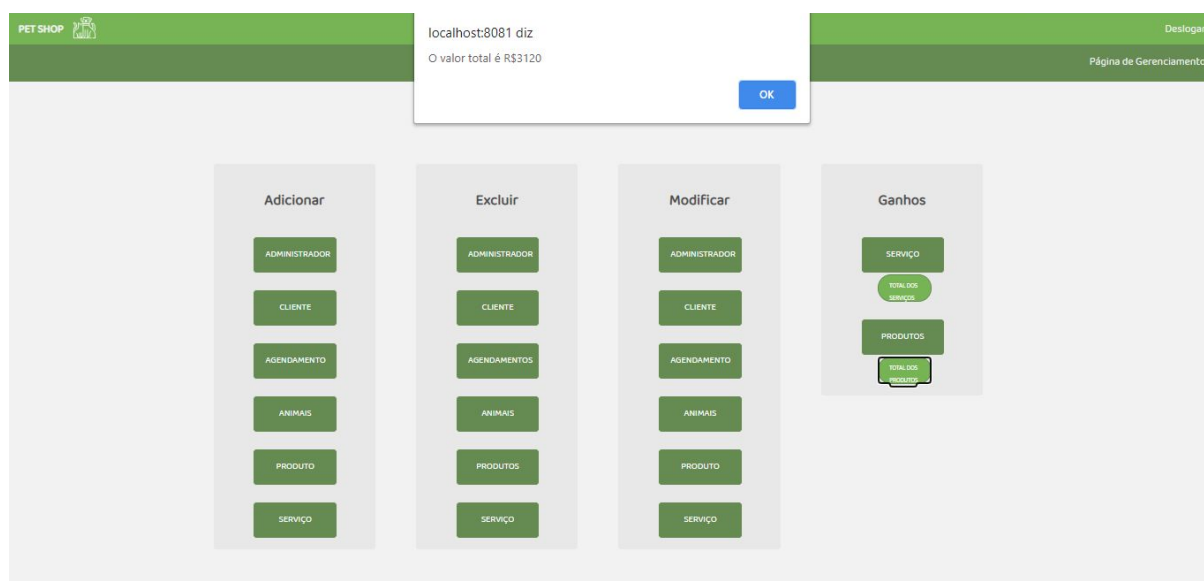 PET SHOP
Deslogar
localhost:8081 diz
O valor total é R$3120
OK
Página de Gerenciamento
Adicionar
ADMINISTRADOR
CLIENTE
AGENDAMENTO
ANIMAIS
PRODUTO
SERVIÇO
Excluir
ADMINISTRADOR
CLIENTE
AGENDAMENTOS
ANIMAIS
PRODUTOS
SERVIÇO
Modificar
ADMINISTRADOR
CLIENTE
AGENDAMENTO
ANIMAIS
PRODUTO
SERVIÇO
Ganhos
SERVIÇO
TOTAL DOS
SERVIÇOS
PRODUTOS
TOTAL DOS
PRODUTOS